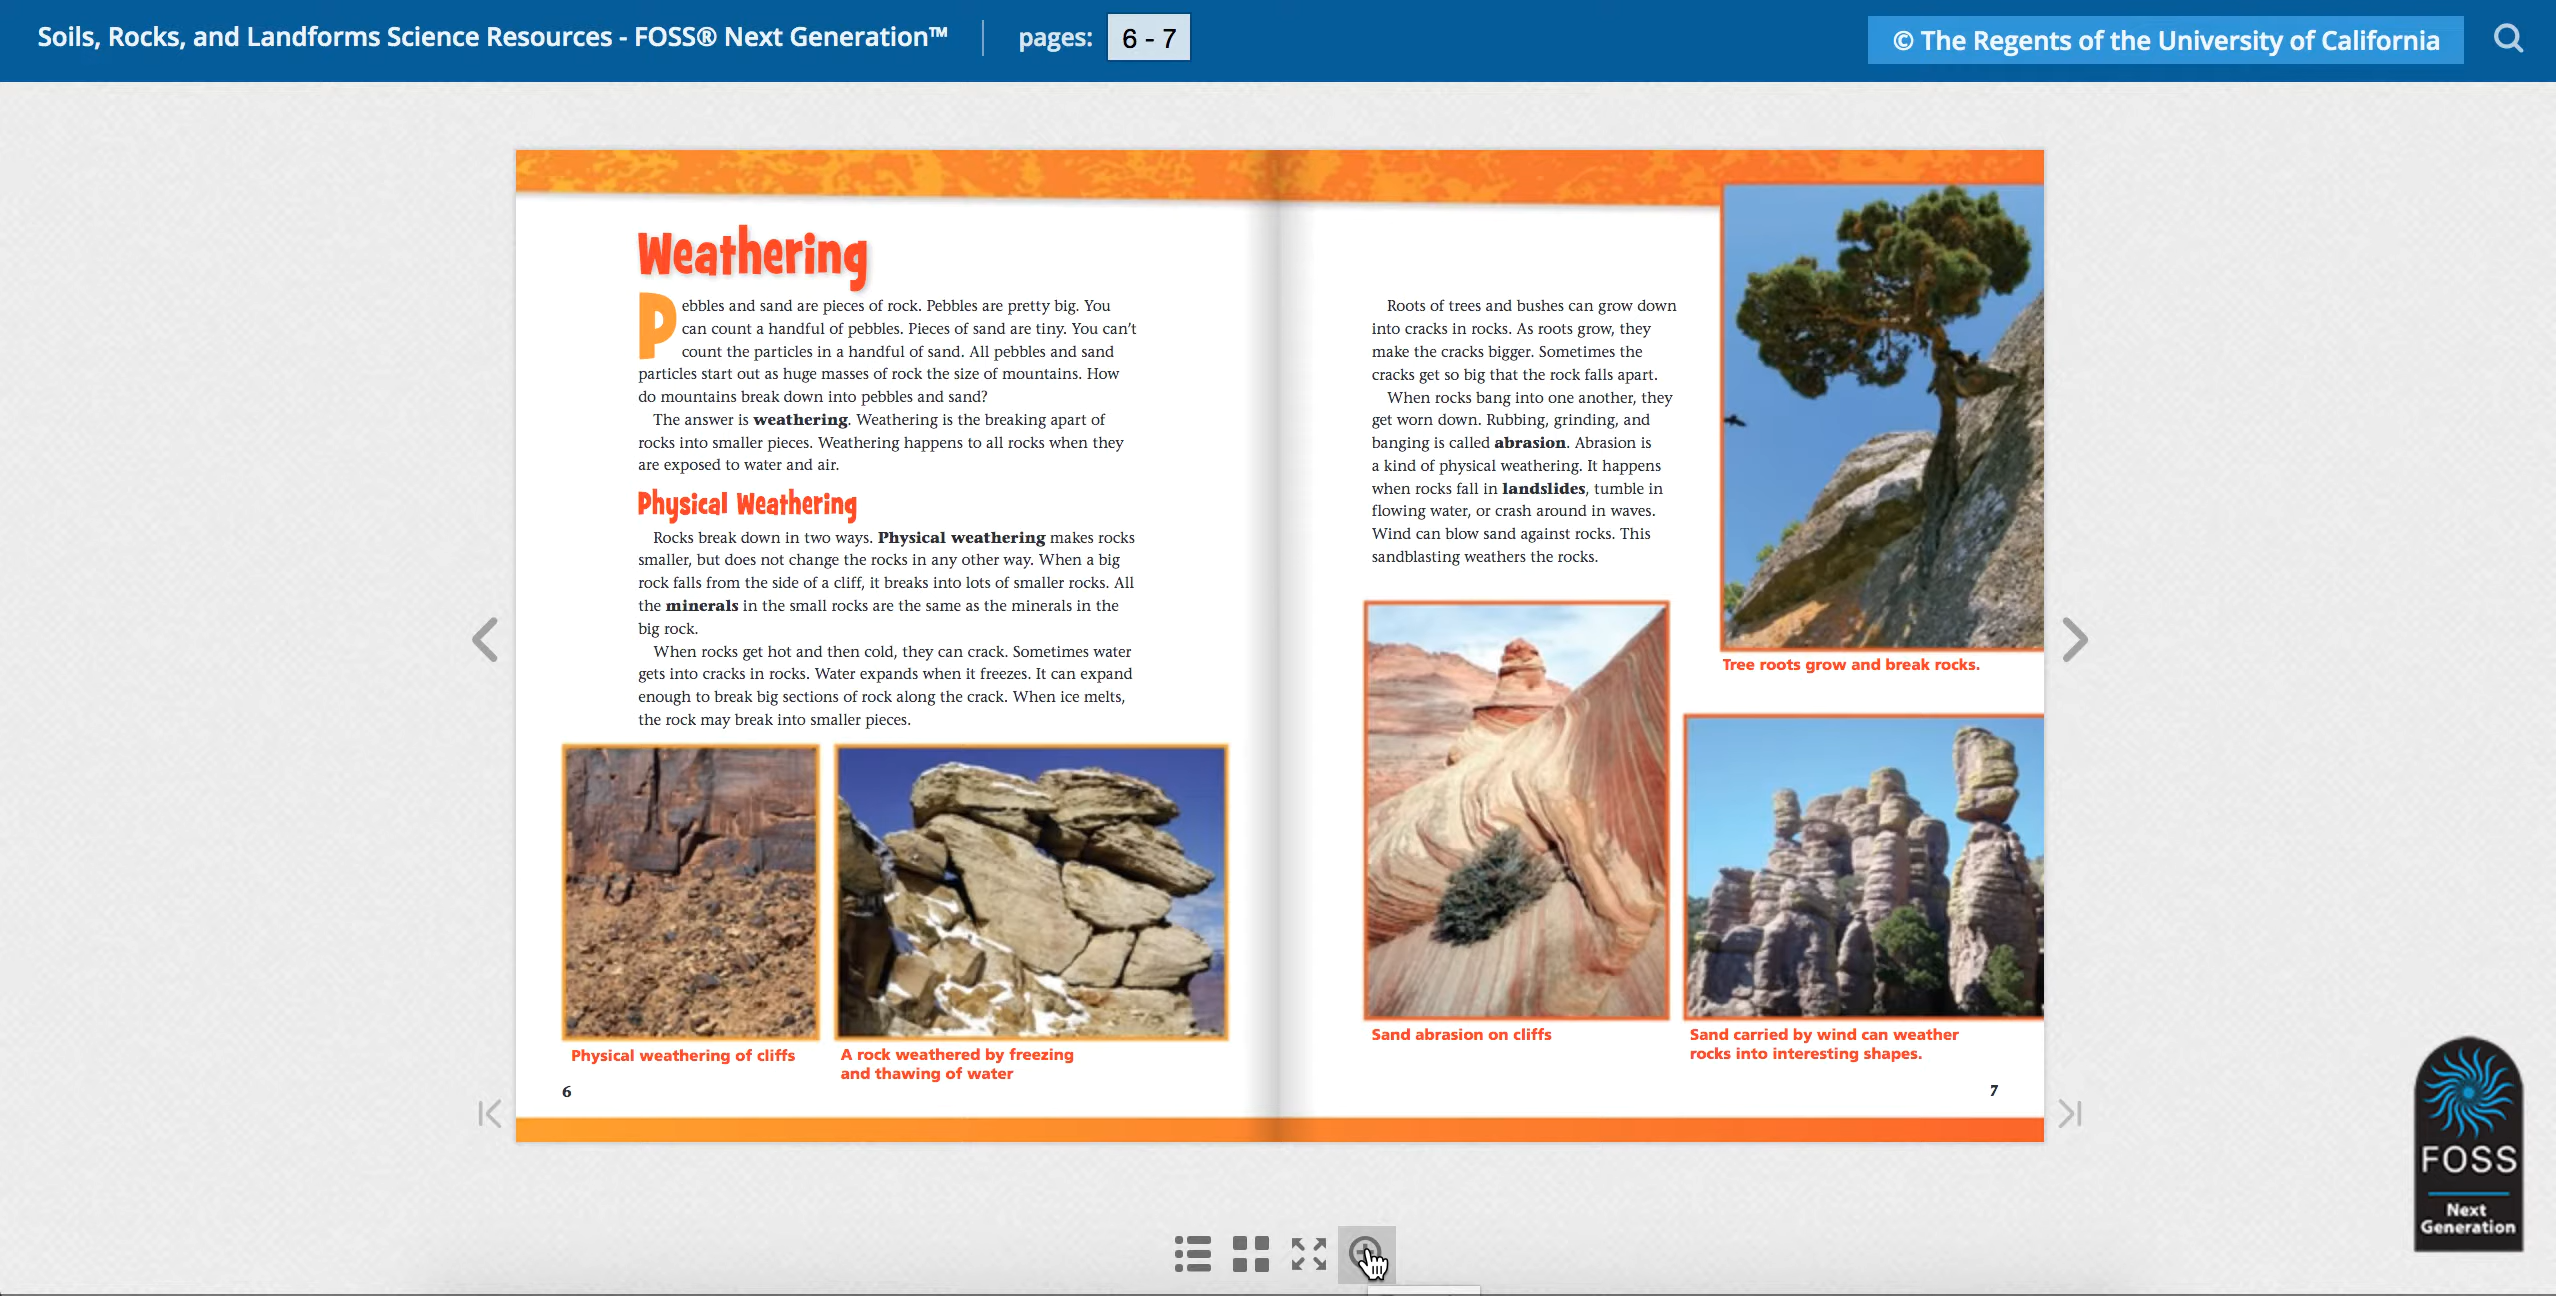 Soils, Rocks, and Landforms Science Resources - FOSS® Next Generation™
pages:
6 - 7
© The Regents of the University of California
Weathering
Pebbles and sand are pieces of rock. Pebbles are pretty big. You
can count a handful of pebbles. Pieces of sand are tiny. You can't
count the particles in a handful of sand. All pebbles and sand
particles start out as huge masses of rock the size of mountains. How
do mountains break down into pebbles and sand?
The answer is weathering. Weathering is the breaking apart of
rocks into smaller pieces. Weathering happens to all rocks when they
are exposed to water and air.
Physical Weathering
Rocks break down in two ways. Physical weathering makes rocks
smaller, but does not change the rocks in any other way. When a big
rock falls from the side of a cliff, it breaks into lots of smaller rocks. All
the minerals in the small rocks are the same as the minerals in the
big rock.
When rocks get hot and then cold, they can crack. Sometimes water
gets into cracks in rocks. Water expands when it freezes. It can expand
enough to break big sections of rock along the crack. When ice melts,
the rock may break into smaller pieces.
Physical weathering of cliffs
A rock weathered by freezing
and thawing of water
6
Roots of trees and bushes can grow down
into cracks in rocks. As roots grow, they
make the cracks bigger. Sometimes the
cracks get so big that the rock falls apart.
When rocks bang into one another, they
get worn down. Rubbing, grinding, and
banging is called abrasion. Abrasion is
a kind of physical weathering. It happens
when rocks fall in landslides, tumble in
flowing water, or crash around in waves.
Wind can blow sand against rocks. This
sandblasting weathers the rocks.
Tree roots grow and break rocks.
Sand abrasion on cliffs
Sand carried by wind can weather
rocks into interesting shapes.
7
FOSS
Next
Generation